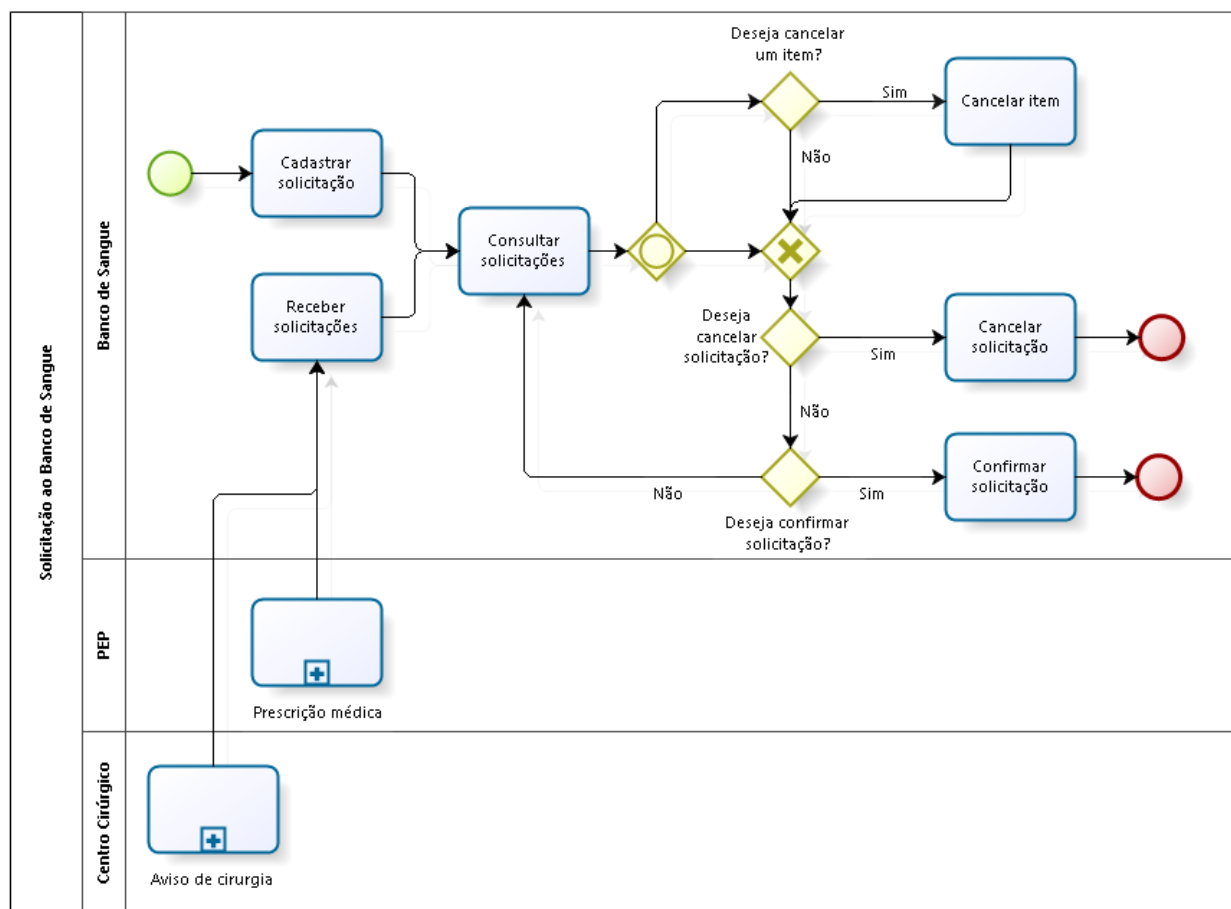 Solicitação ao Banco de Sangue
Banco de Sangue
Deseja cancelar
um item?
Sim
Cancelar item
Não
Cadastrar
solicitação
Consultar
solicitações
Receber
solicitações
Deseja
cancelar
solicitação?
Sim
Cancelar
solicitação
Não
Não
Sim
Confirmar
solicitação
Deseja confirmar
solicitação?
PEP
Prescrição médica
Centro Cirúrgico
Aviso de cirurgia